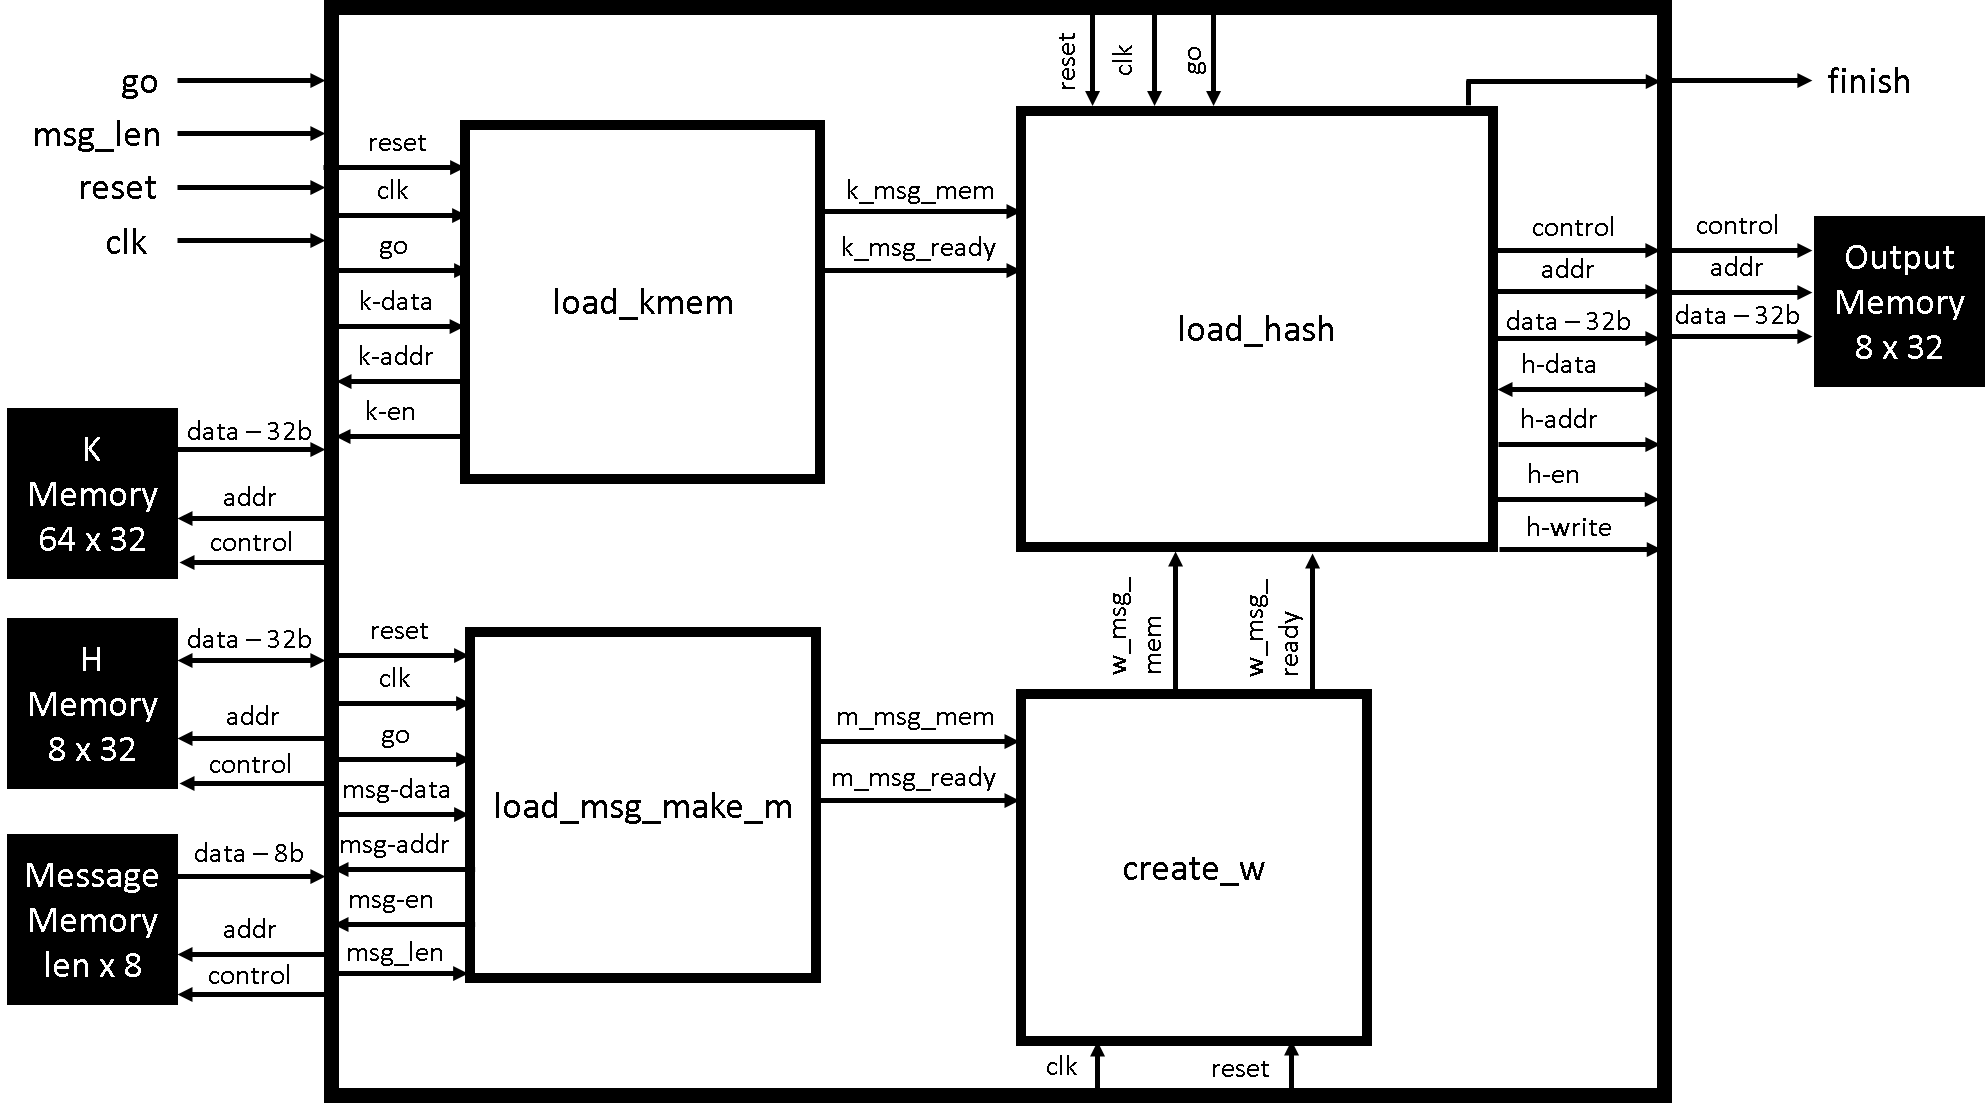 go
msg_len
reset
clk
K
Memory
64 x 32
data – 32b
addr
control
H
Memory
8 x 32
data – 32b
addr
control
Message
Memory
len x 8
data – 8b
addr
control
reset
clk
go
k-data
k-addr
k-en
load_kmem
k_msg_mem
k_msg_ready
reset
clk
go
msg-data
msg-addr
msg-en
msg_len
load_msg_make_m
m_msg_mem
m_msg_ready
reset
clk
go
load_hash
w_msg_
mem
w_msg_
ready
create_w
clk
reset
control
addr
data – 32b
h-data
h-addr
h-en
h-write
finish
control
addr
data – 32b
Output
Memory
8 x 32